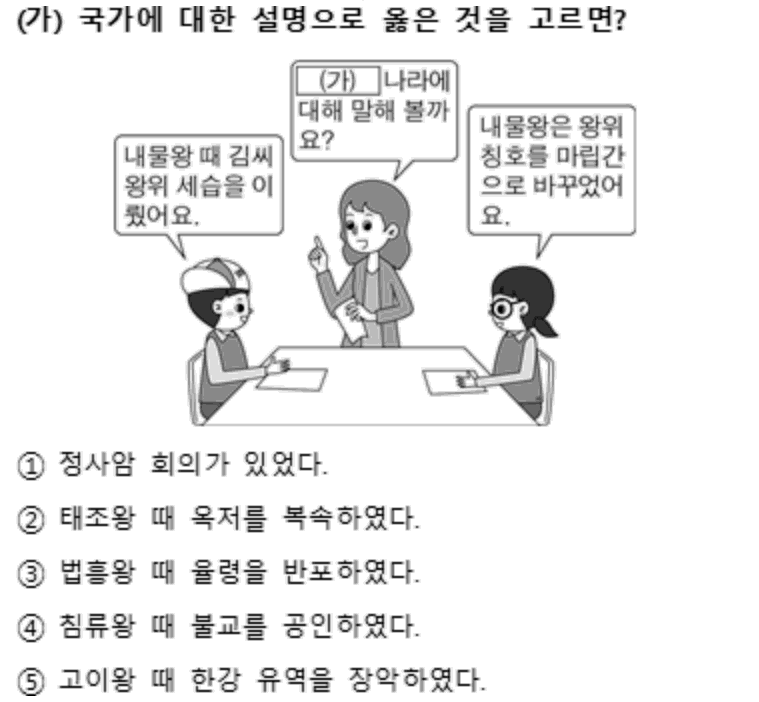 (가) 국가에 대한 설명으로 옳은 것을 고르면?
(가) 나라에
대해 말해 볼까
요?
내물왕 때 김씨
왕위 세습을 이
뤘어요.
내물왕은 왕위
칭호를 마립간
으로 바꾸었어
요.
① 정사암 회의가 있었다.
② 태조왕 때 옥저를 복속하였다.
③ 법흥왕 때 율령을 반포하였다.
④ 침류왕 때 불교를 공인하였다.
⑤ 고이왕 때 한강 유역을 장악하였다.